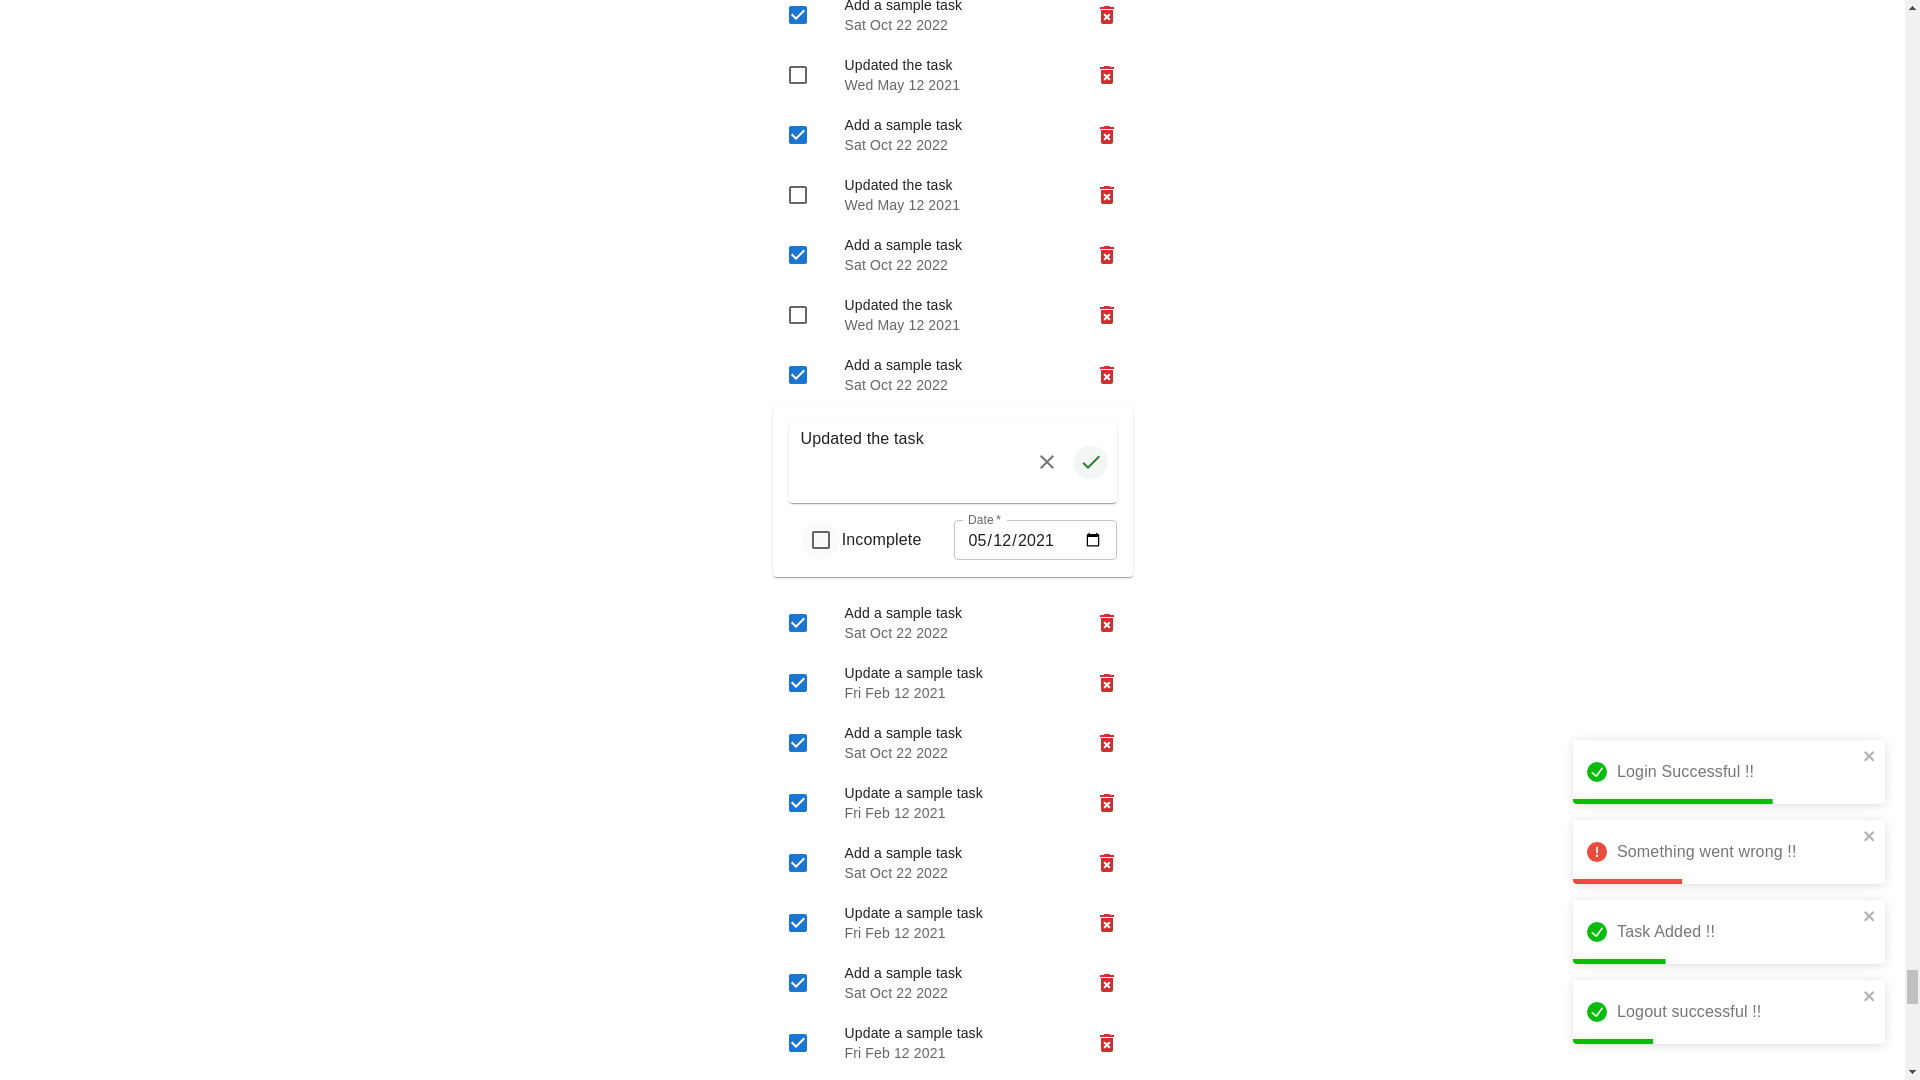 Add a sample task
Sat Oct 22 2022
Updated the task
Wed May 12 2021
Add a sample task
Sat Oct 22 2022
Updated the task
Wed May 12 2021
Add a sample task
Sat Oct 22 2022
Updated the task
Wed May 12 2021
Add a sample task
Sat Oct 22 2022
Updated the task
Incomplete
Date *
05/12/2021
Add a sample task
Sat Oct 22 2022
Update a sample task
Fri Feb 12 2021
Add a sample task
Sat Oct 22 2022
Update a sample task
Fri Feb 12 2021
Add a sample task
Sat Oct 22 2022
Update a sample task
Fri Feb 12 2021
Add a sample task
Sat Oct 22 2022
Update a sample task
Fri Feb 12 2021
Login Successful !!
Something went wrong !!
Task Added !!
Logout successful !!